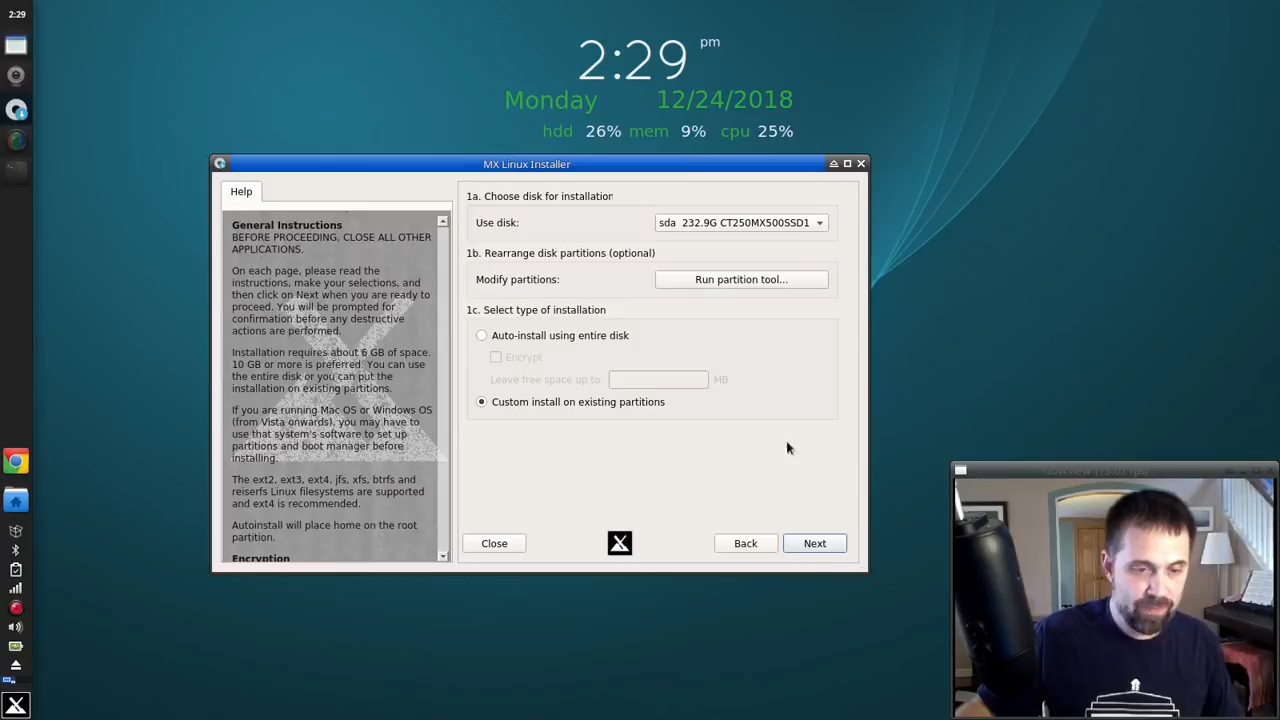 2:29
2:29 pm
Monday 12/24/2018
hdd 26% mem 9% cpu 25%
MX Linux Installer
Help
General Instructions
BEFORE PROCEEDING, CLOSE ALL OTHER
APPLICATIONS.
On each page, please read the
instructions, make your selections, and
then click on Next when you are ready to
proceed. You will be prompted for
confirmation before any destructive
actions are performed.
Installation requires about 6 GB of space.
10 GB or more is preferred. You can use
the entire disk or you can put the
installation on existing partitions.
If you are running Mac OS or Windows OS
(from Vista onwards), you may have to
use that system's software to set up
partitions and boot manager before
installing.
The ext2, ext3, ext4, jfs, xfs, btrfs and
reiserfs Linux filesystems are supported
and ext4 is recommended.
Autoinstall will place home on the root
partition.
Encryption
1a. Choose disk for installation
Use disk:
sda 232.9G CT250MX500SSD1
1b. Rearrange disk partitions (optional)
Modify partitions:
Run partition tool...
1c. Select type of installation
Auto-install using entire disk
Encrypt
Leave free space up to:
MB
Custom install on existing partitions
Close
Back
Next